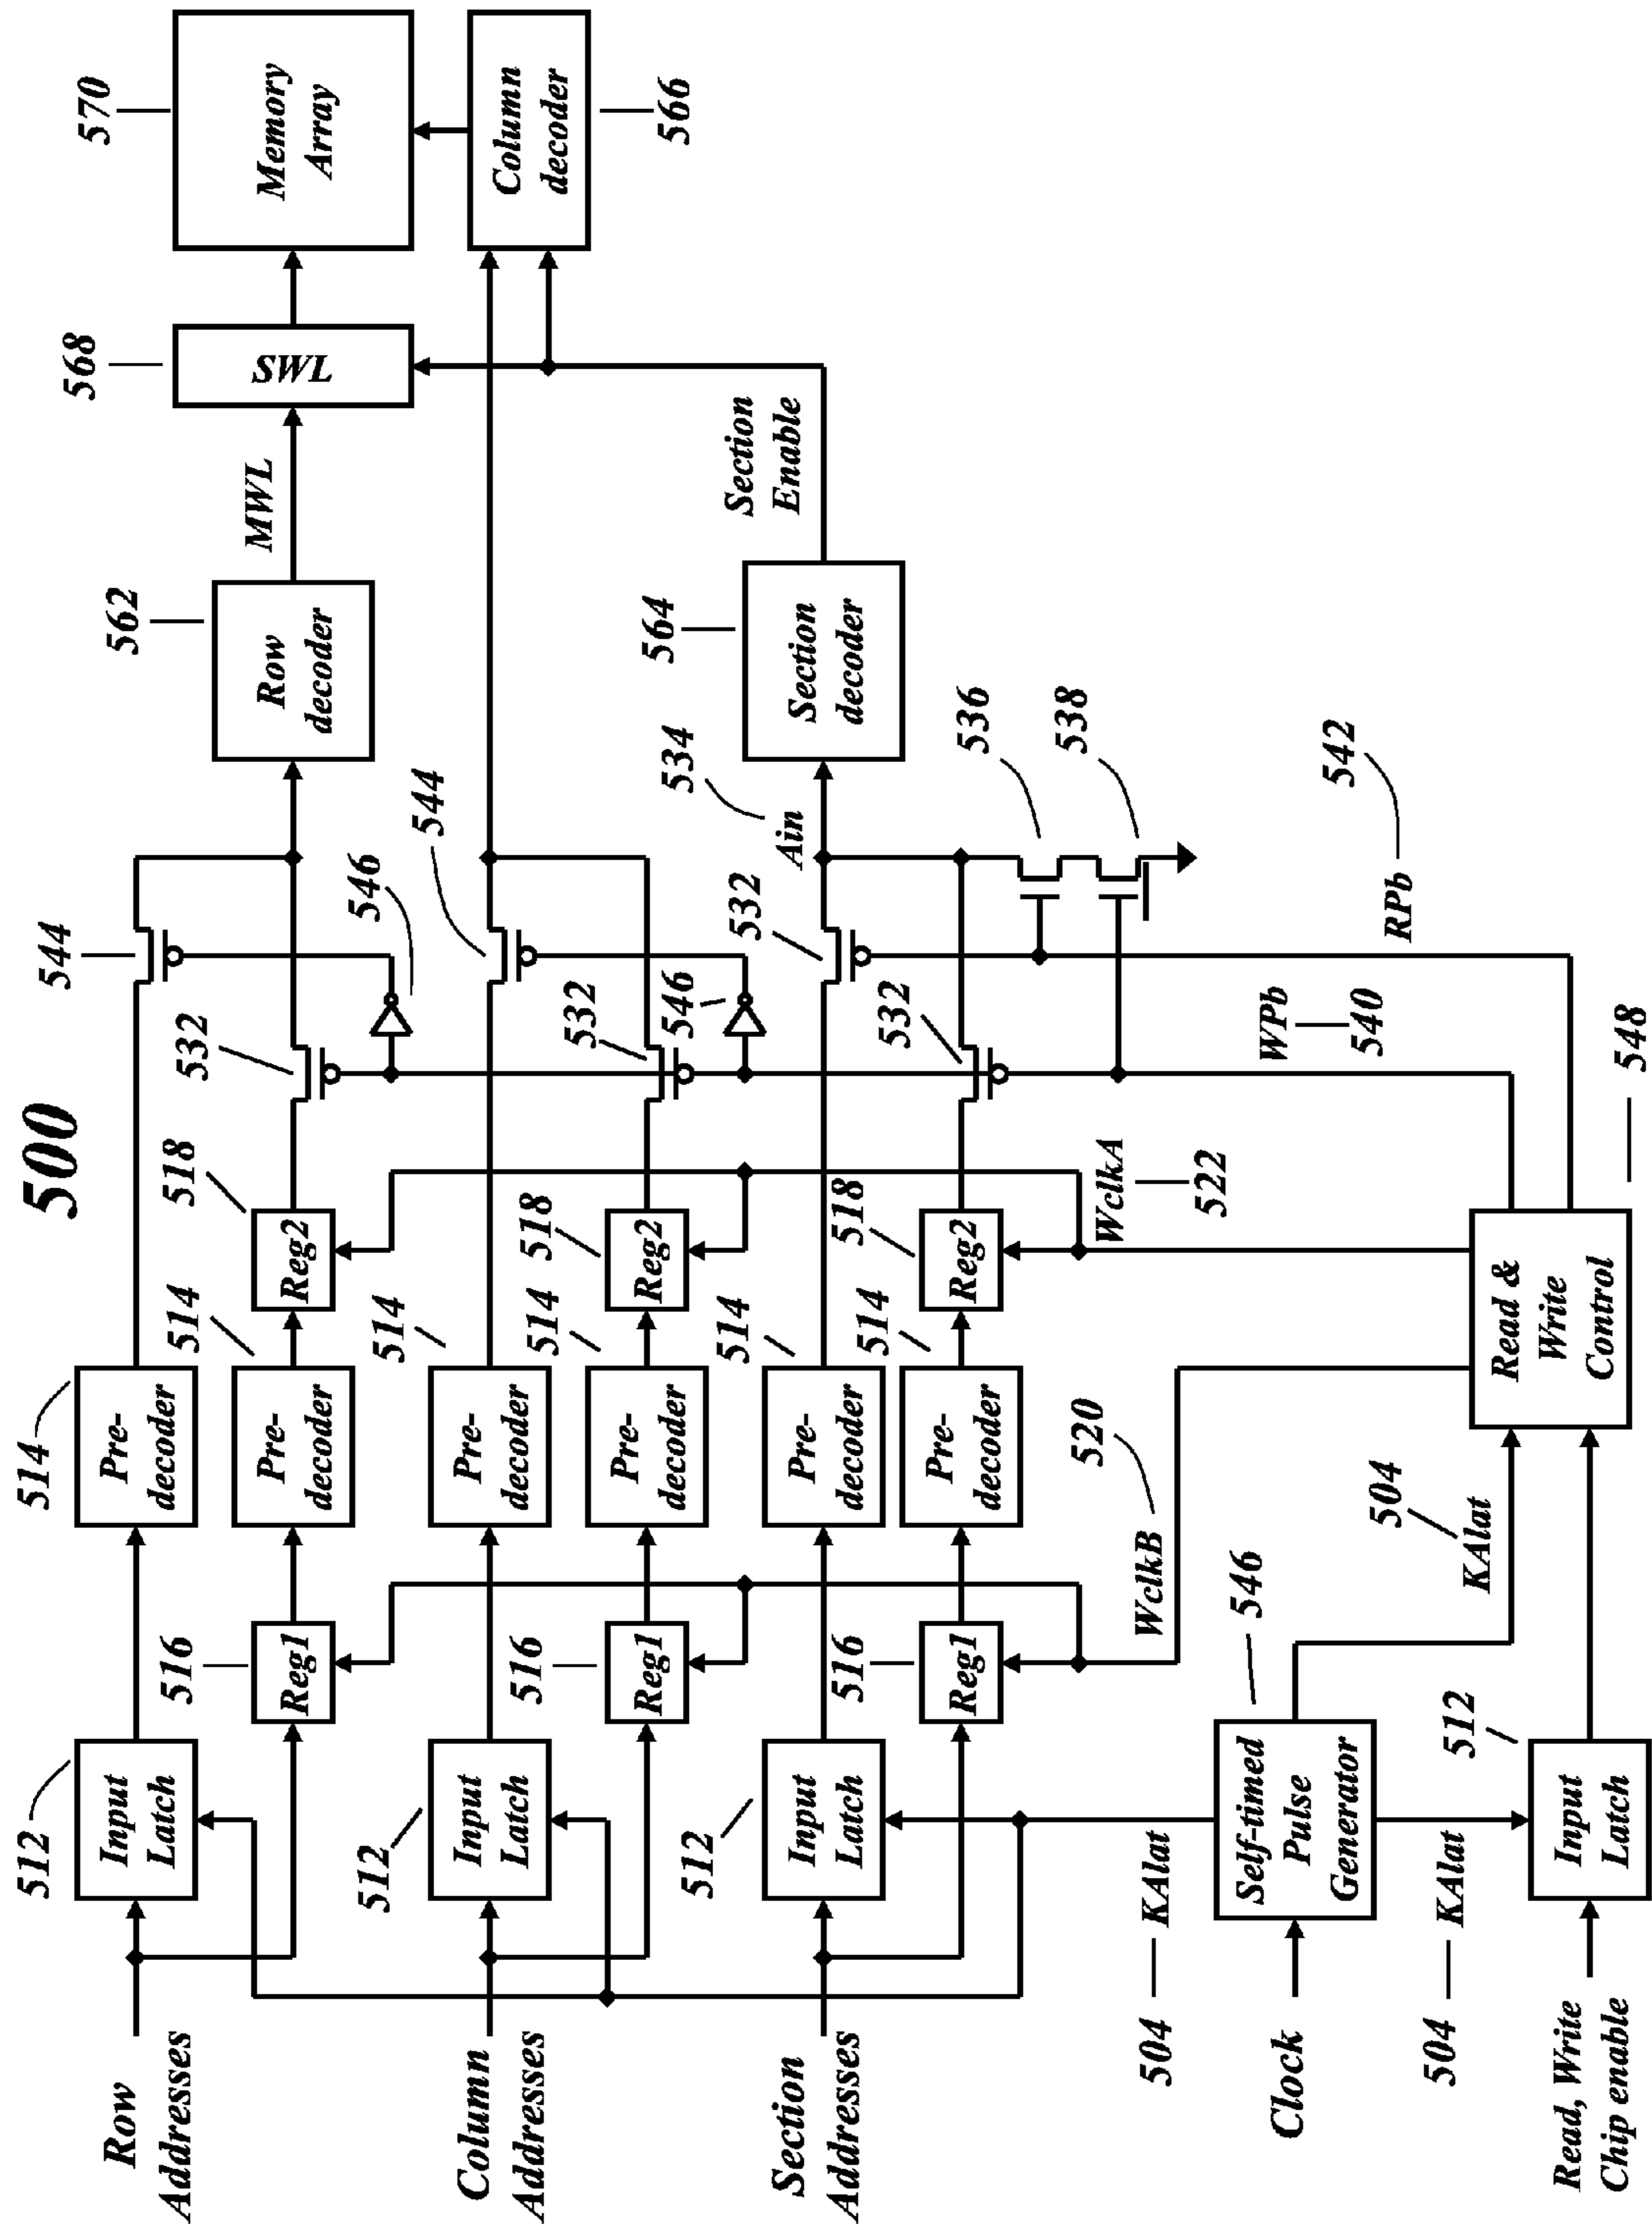 500
Row
Addresses
512
Input
Latch
516
Reg1
514
Pre-
decoder
514
Pre-
decoder
518
Reg2
532
544
546
562
Row
decoder
MWL
568
SWL
570
Memory
Array
Column
Addresses
512
Input
Latch
516
Reg1
514
Pre-
decoder
514
Pre-
decoder
518
Reg2
532
546
544
Column
decoder
566
Section
Addresses
512
Input
Latch
516
Reg1
514
Pre-
decoder
514
Pre-
decoder
518
Reg2
532
532
Ain
534
564
Section
decoder
Section
Enable
536
538
504
KAlat
WclkB
520
WclkA
522
WPb
540
RPb
542
Clock
Self-timed
Pulse
Generator
546
504
KAlat
504
KAlat
Read, Write
Chip enable
512
Input
Latch
Read &
Write
Control
548